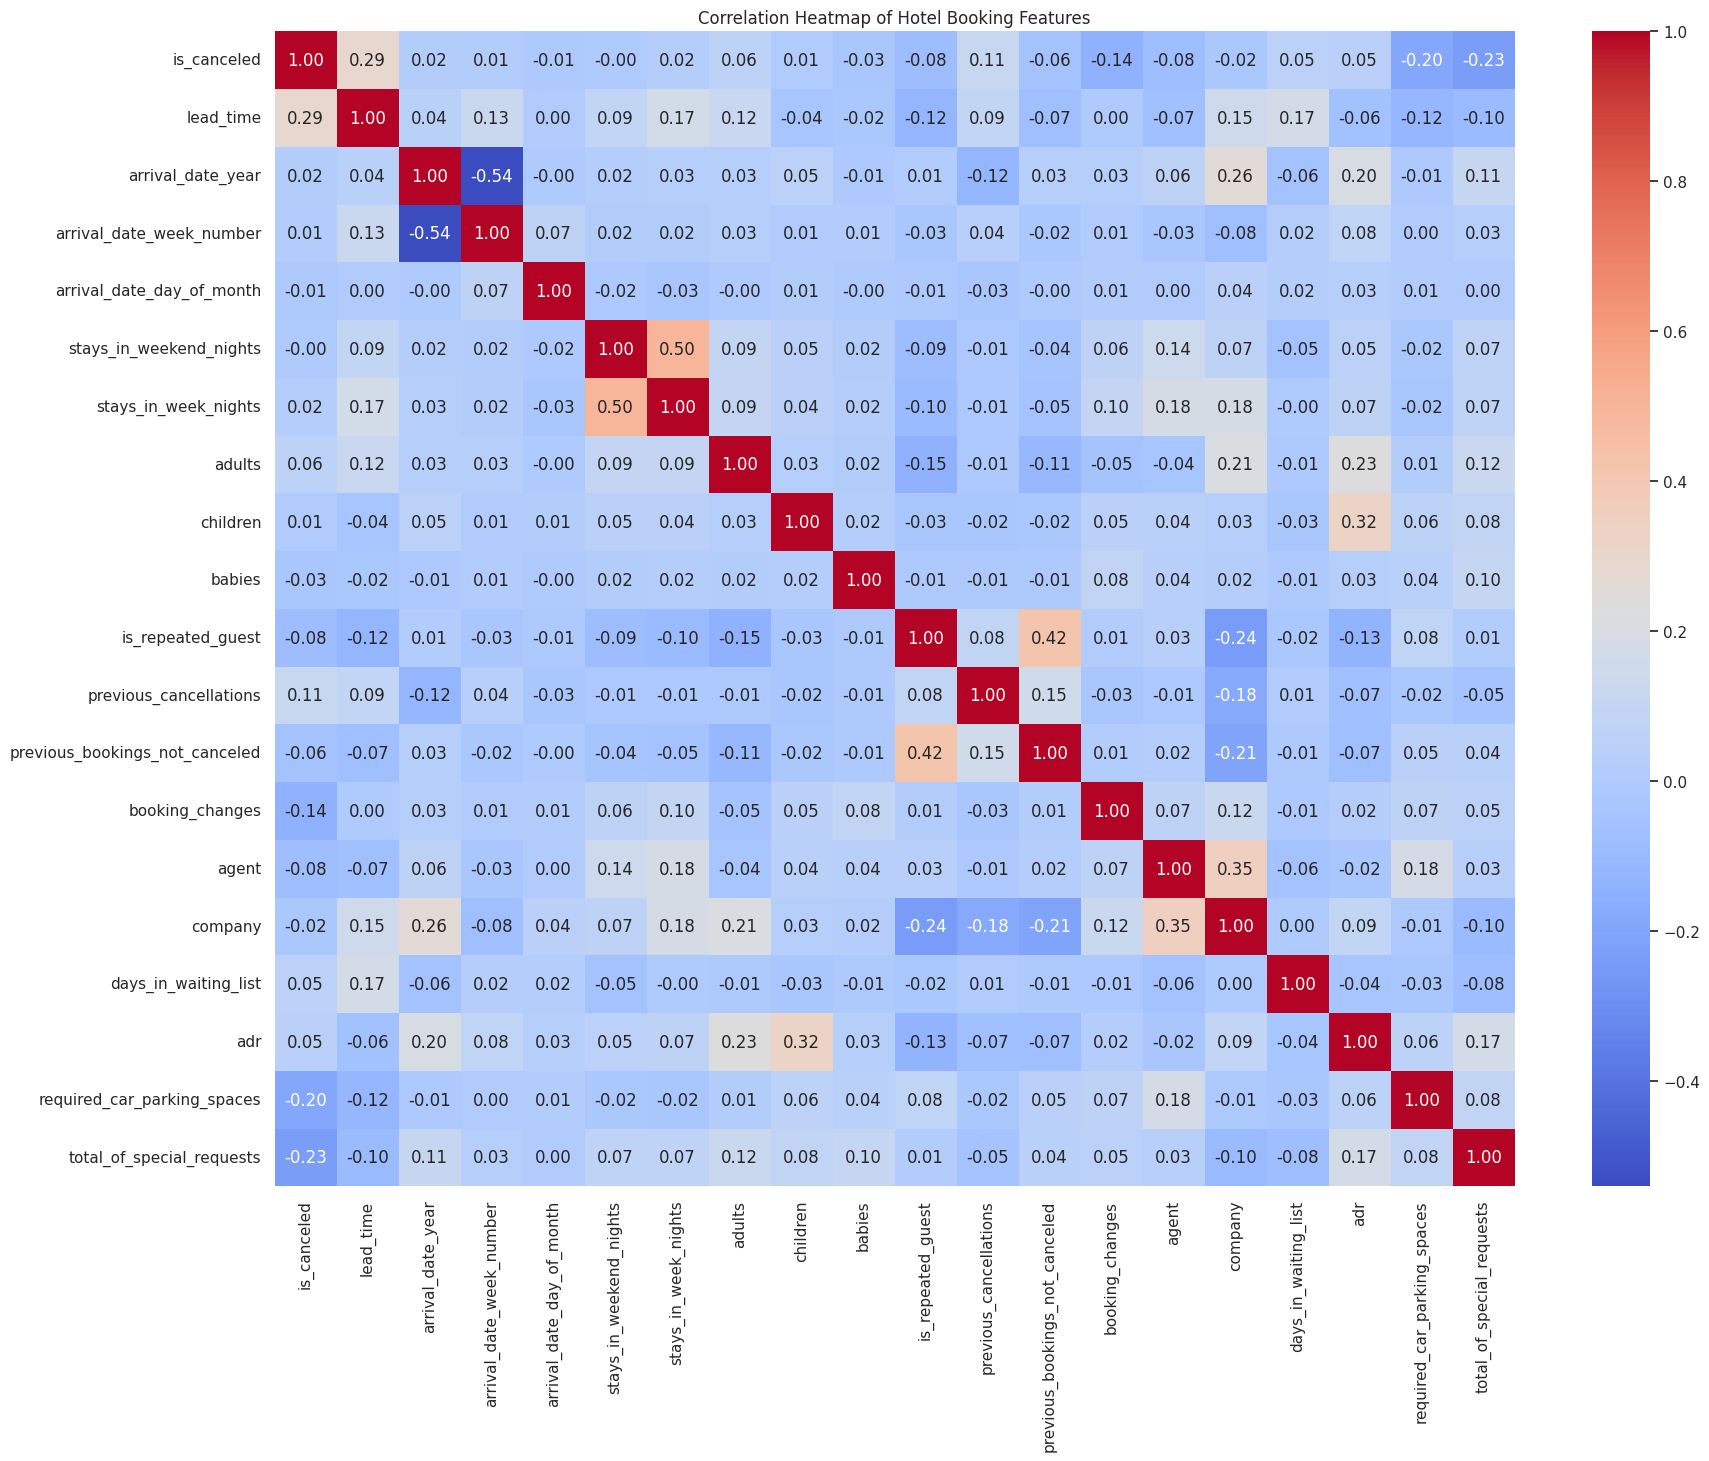 Correlation Heatmap of Hotel Booking Features
is_canceled 1.00 0.29 0.02 0.01 -0.01 -0.00 0.02 0.06 0.01 -0.03 -0.08 0.11 -0.06 -0.14 -0.08 -0.02 0.05 0.05 -0.20 -0.23
lead_time 0.29 1.00 0.04 0.13 0.00 0.09 0.17 0.12 -0.04 -0.02 -0.12 0.09 -0.07 0.00 -0.07 0.15 0.17 -0.06 -0.12 -0.10
arrival_date_year 0.02 0.04 1.00 -0.54 -0.00 0.02 0.03 0.03 0.05 -0.01 0.01 -0.12 0.03 0.03 0.06 0.26 -0.06 0.20 -0.01 0.11
arrival_date_week_number 0.01 0.13 -0.54 1.00 0.07 0.02 0.02 0.03 0.01 0.01 -0.03 0.04 -0.02 0.01 -0.03 -0.08 0.02 0.08 0.00 0.03
arrival_date_day_of_month -0.01 0.00 -0.00 0.07 1.00 -0.02 -0.03 -0.00 0.01 -0.00 -0.01 -0.03 -0.00 0.01 0.00 0.04 0.02 0.03 0.01 0.00
stays_in_weekend_nights -0.00 0.09 0.02 0.02 -0.02 1.00 0.50 0.09 0.05 0.02 -0.09 -0.01 -0.04 0.06 0.14 0.07 -0.05 0.05 -0.02 0.07
stays_in_week_nights 0.02 0.17 0.03 0.02 -0.03 0.50 1.00 0.09 0.04 0.02 -0.10 -0.01 -0.05 0.10 0.18 0.18 -0.00 0.07 -0.02 0.07
adults 0.06 0.12 0.03 0.03 -0.00 0.09 0.09 1.00 0.03 0.02 -0.15 -0.01 -0.11 -0.05 -0.04 0.21 -0.01 0.23 0.01 0.12
children 0.01 -0.04 0.05 0.01 0.01 0.05 0.04 0.03 1.00 0.02 -0.03 -0.02 -0.02 0.05 0.04 0.03 -0.03 0.32 0.06 0.08
babies -0.03 -0.02 -0.01 0.01 -0.00 0.02 0.02 0.02 0.02 1.00 -0.01 -0.01 -0.01 0.08 0.04 0.02 -0.01 0.03 0.04 0.10
is_repeated_guest -0.08 -0.12 0.01 -0.03 -0.01 -0.09 -0.10 -0.15 -0.03 -0.01 1.00 0.08 0.42 0.01 0.03 -0.24 -0.02 -0.13 0.08 0.01
previous_cancellations 0.11 0.09 -0.12 0.04 -0.03 -0.01 -0.01 -0.01 -0.02 -0.01 0.08 1.00 0.15 -0.03 -0.01 -0.18 0.01 -0.07 -0.02 -0.05
previous_bookings_not_canceled -0.06 -0.07 0.03 -0.02 -0.00 -0.04 -0.05 -0.11 -0.02 -0.01 0.42 0.15 1.00 0.01 0.02 -0.21 -0.01 -0.07 0.05 0.04
booking_changes -0.14 0.00 0.03 0.01 0.01 0.06 0.10 -0.05 0.05 0.08 0.01 -0.03 0.01 1.00 0.07 0.12 -0.01 0.02 0.07 0.05
agent -0.08 -0.07 0.06 -0.03 0.00 0.14 0.18 -0.04 0.04 0.04 0.03 -0.01 0.02 0.07 1.00 0.35 -0.06 -0.02 0.18 0.03
company -0.02 0.15 0.26 -0.08 0.04 0.07 0.18 0.21 0.03 0.02 -0.24 -0.18 -0.21 0.12 0.35 1.00 0.00 0.09 -0.01 -0.10
days_in_waiting_list 0.05 0.17 -0.06 0.02 0.02 -0.05 -0.00 -0.01 -0.03 -0.01 -0.02 0.01 -0.01 -0.01 -0.06 0.00 1.00 -0.04 -0.03 -0.08
adr 0.05 -0.06 0.20 0.08 0.03 0.05 0.07 0.23 0.32 0.03 -0.13 -0.07 -0.07 0.02 -0.02 0.09 -0.04 1.00 0.06 0.17
required_car_parking_spaces -0.20 -0.12 -0.01 0.00 0.01 -0.02 -0.02 0.01 0.06 0.04 0.08 -0.02 0.05 0.07 0.18 -0.01 -0.03 0.06 1.00 0.08
total_of_special_requests -0.23 -0.10 0.11 0.03 0.00 0.07 0.07 0.12 0.08 0.10 0.01 -0.05 0.04 0.05 0.03 -0.10 -0.08 0.17 0.08 1.00
is_canceled
lead_time
arrival_date_year
arrival_date_week_number
arrival_date_day_of_month
stays_in_weekend_nights
stays_in_week_nights
adults
children
babies
is_repeated_guest
previous_cancellations
previous_bookings_not_canceled
booking_changes
agent
company
days_in_waiting_list
adr
required_car_parking_spaces
total_of_special_requests
1.0
0.8
0.6
0.4
0.2
0.0
−0.2
−0.4